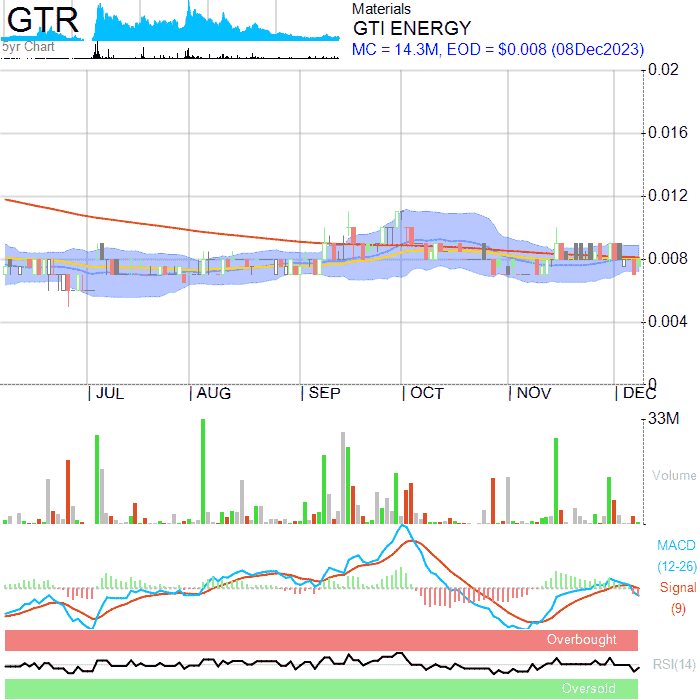 GTR
5yr Chart
Materials
GTI ENERGY
MC = 14.3M, EOD = $0.008 (08Dec2023)
0.02
0.016
0.012
0.008
0.004
0
JUL AUG SEP OCT NOV DEC
33M
Volume
MACD
(12-26)
Signal
(9)
Overbought
RSI(14)
Oversold